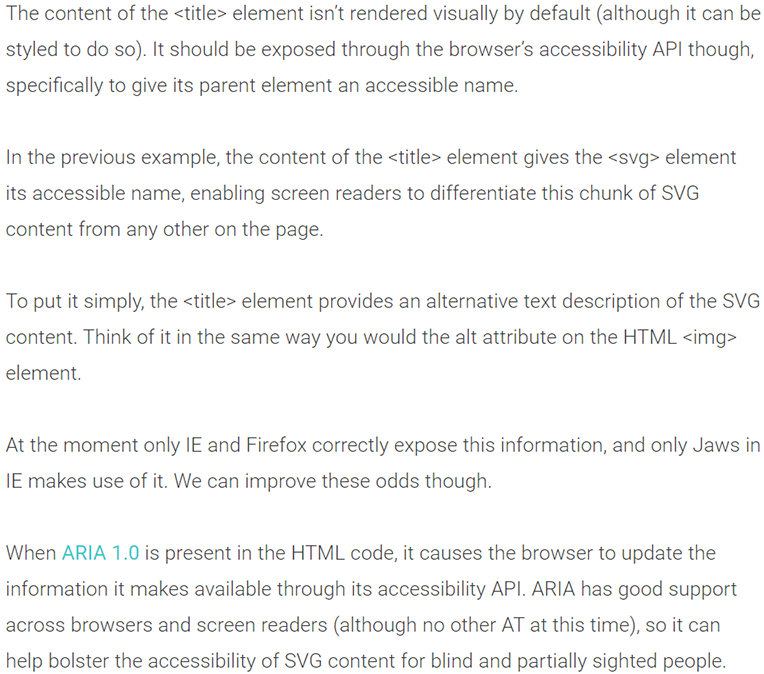 The content of the <title> element isn’t rendered visually by default (although it can be
styled to do so). It should be exposed through the browser’s accessibility API though,
specifically to give its parent element an accessible name.
In the previous example, the content of the <title> element gives the <svg> element
its accessible name, enabling screen readers to differentiate this chunk of SVG
content from any other on the page.
To put it simply, the <title> element provides an alternative text description of the SVG
content. Think of it in the same way you would the alt attribute on the HTML <img>
element.
At the moment only IE and Firefox correctly expose this information, and only Jaws in
IE makes use of it. We can improve these odds though.
When ARIA 1.0 is present in the HTML code, it causes the browser to update the
information it makes available through its accessibility API. ARIA has good support
across browsers and screen readers (although no other AT at this time), so it can
help bolster the accessibility of SVG content for blind and partially sighted people.